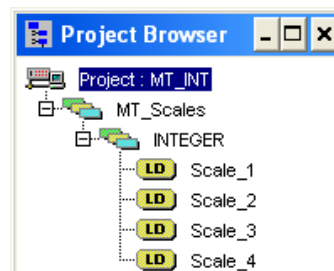 Project Browser
Project : MT_INT
MT_Scales
INTEGER
LD Scale_1
LD Scale_2
LD Scale_3
LD Scale_4